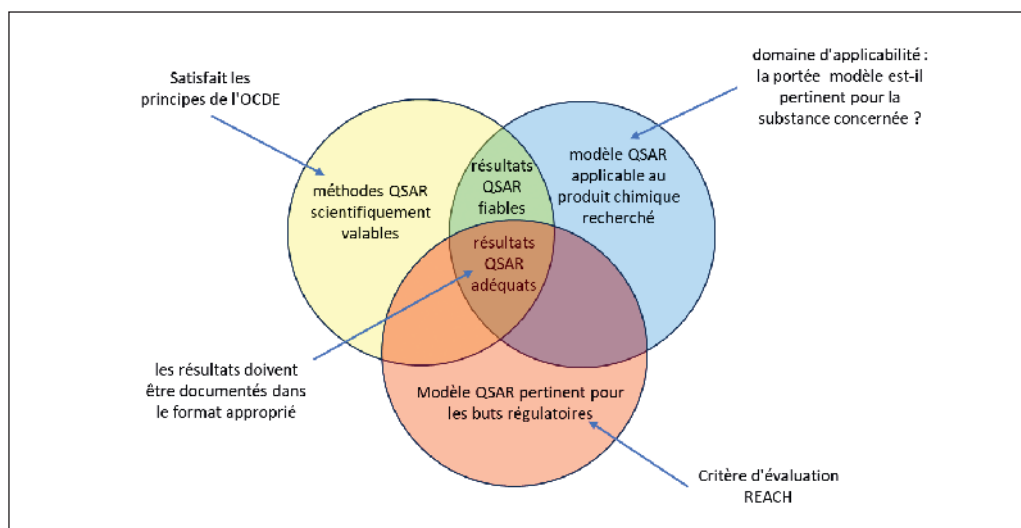 Satisfait les
principes de l'OCDE
domaine d'applicabilité :
la portée modèle est-il
pertinent pour la
substance concernée ?
méthodes QSAR
scientifiquement
valables
résultats
QSAR
fiables
modèle QSAR
applicable au
produit chimique
recherché
résultats
QSAR
adéquats
les résultats doivent
être documentés dans
le format approprié
Modèle QSAR pertinent pour
les buts régulatoires
Critère d'évaluation
REACH